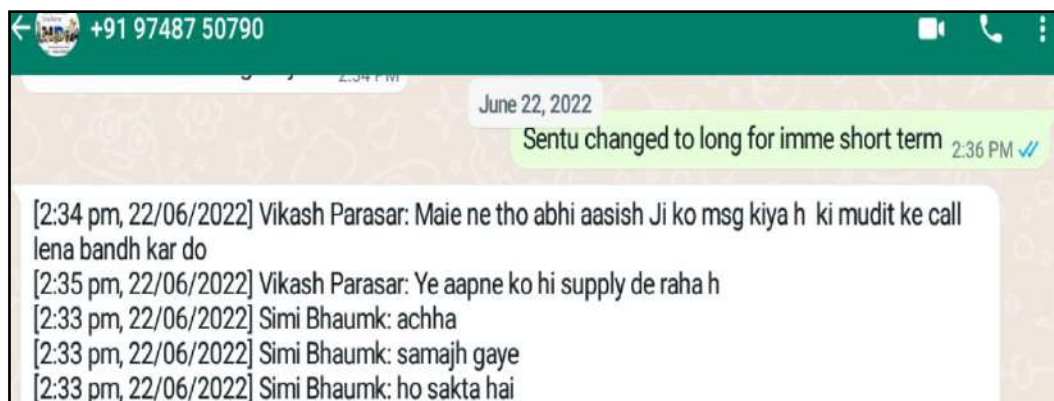 +91 97487 50790
2:34 PM
June 22, 2022
Sentu changed to long for imme short term 2:36 PM
[2:34 pm, 22/06/2022] Vikash Parasar: Maie ne tho abhi aasish Ji ko msg kiya h ki mudit ke call
lena bandh kar do
[2:35 pm, 22/06/2022] Vikash Parasar: Ye aapne ko hi supply de raha h
[2:33 pm, 22/06/2022] Simi Bhaumk: achha
[2:33 pm, 22/06/2022] Simi Bhaumk: samajh gaye
[2:33 pm, 22/06/2022] Simi Bhaumk: ho sakta hai